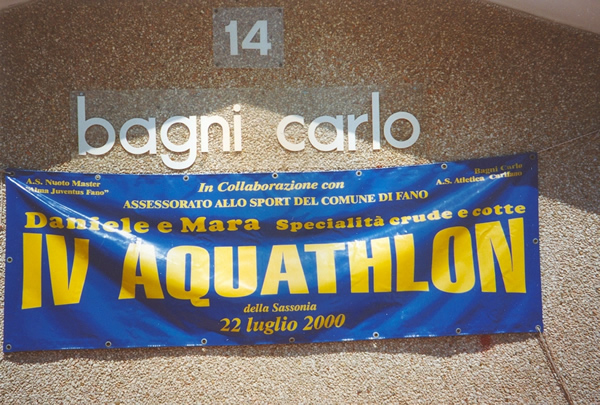 14
bagni carlo
A.S. Nuoto Master
"Alma Juventus Fano"
In Collaborazione con
Bagni Carlo
A.S. Atletica Carifano
ASSESSORATO ALLO SPORT DEL COMUNE DI FANO
Daniele e Mara Specialità crude e cotte
IV AQUATHLON
della Sassonia
22 luglio 2000